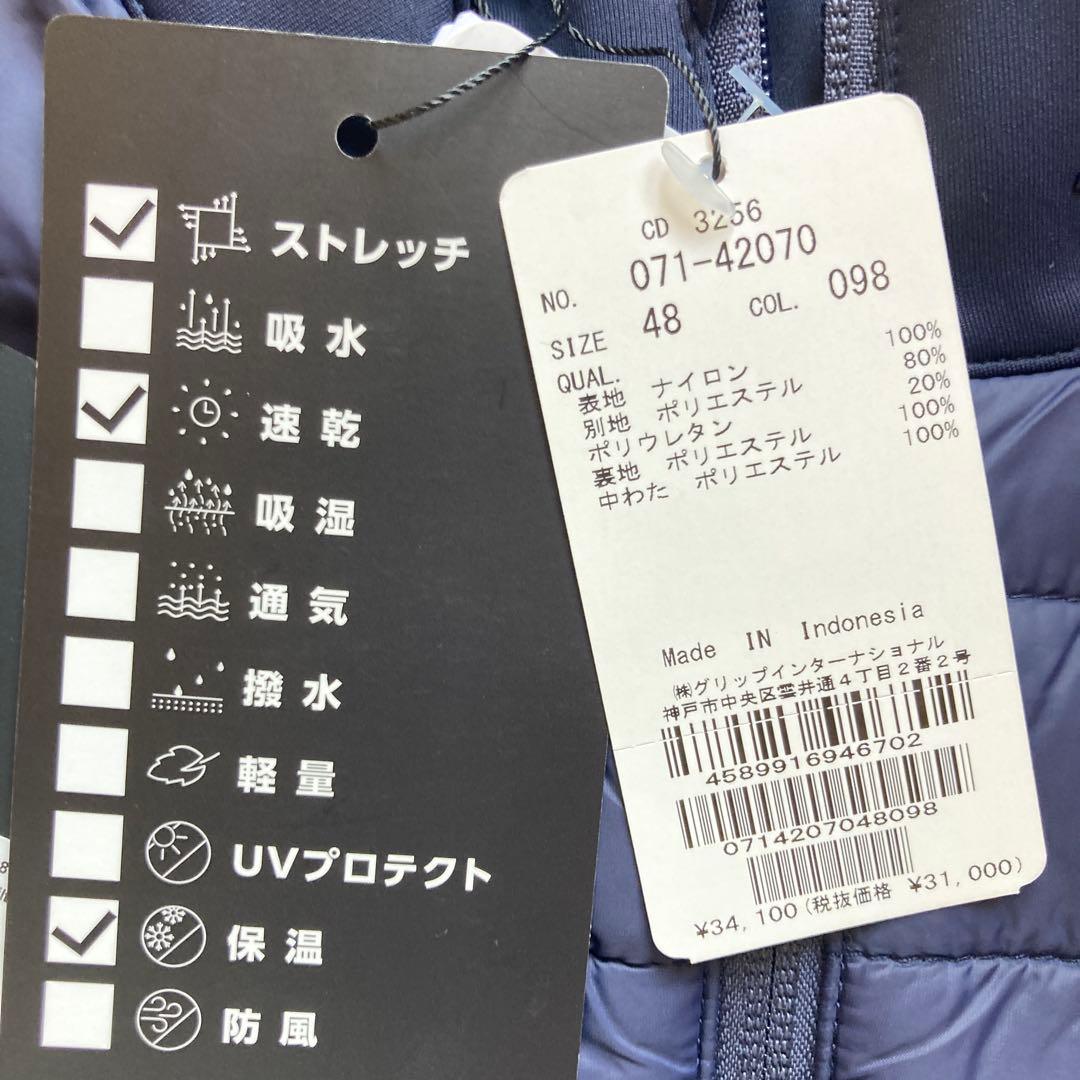 ストレッチ
吸水
速乾
吸湿
通気
撥水
軽量
UVプロテクト
保温
防風
CD 3256
NO. 071-42070
SIZE 48 COL. 098
QUAL.
表地 ナイロン 100%
別地 ポリエステル 80%
ポリウレタン 20%
裏地 ポリエステル 100%
中わた ポリエステル 100%
Made IN Indonesia
㈱グリップインターナショナル
神戸市中央区雲井通4丁目2番2号
4589916946702
0714207048098
¥34,100(税抜価格 ¥31,000)